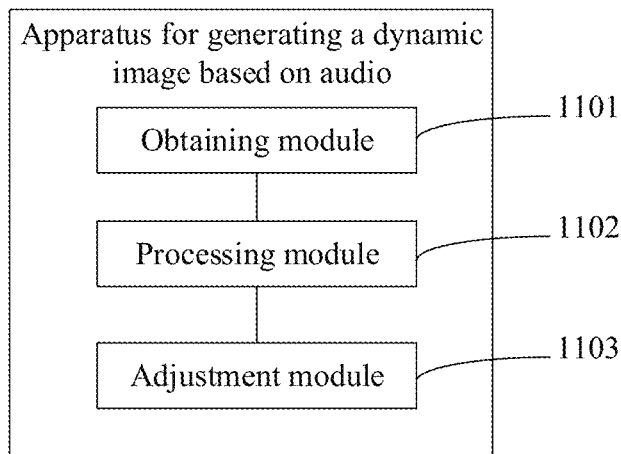 Apparatus for generating a dynamic
image based on audio
Obtaining module
1101
Processing module
1102
Adjustment module
1103